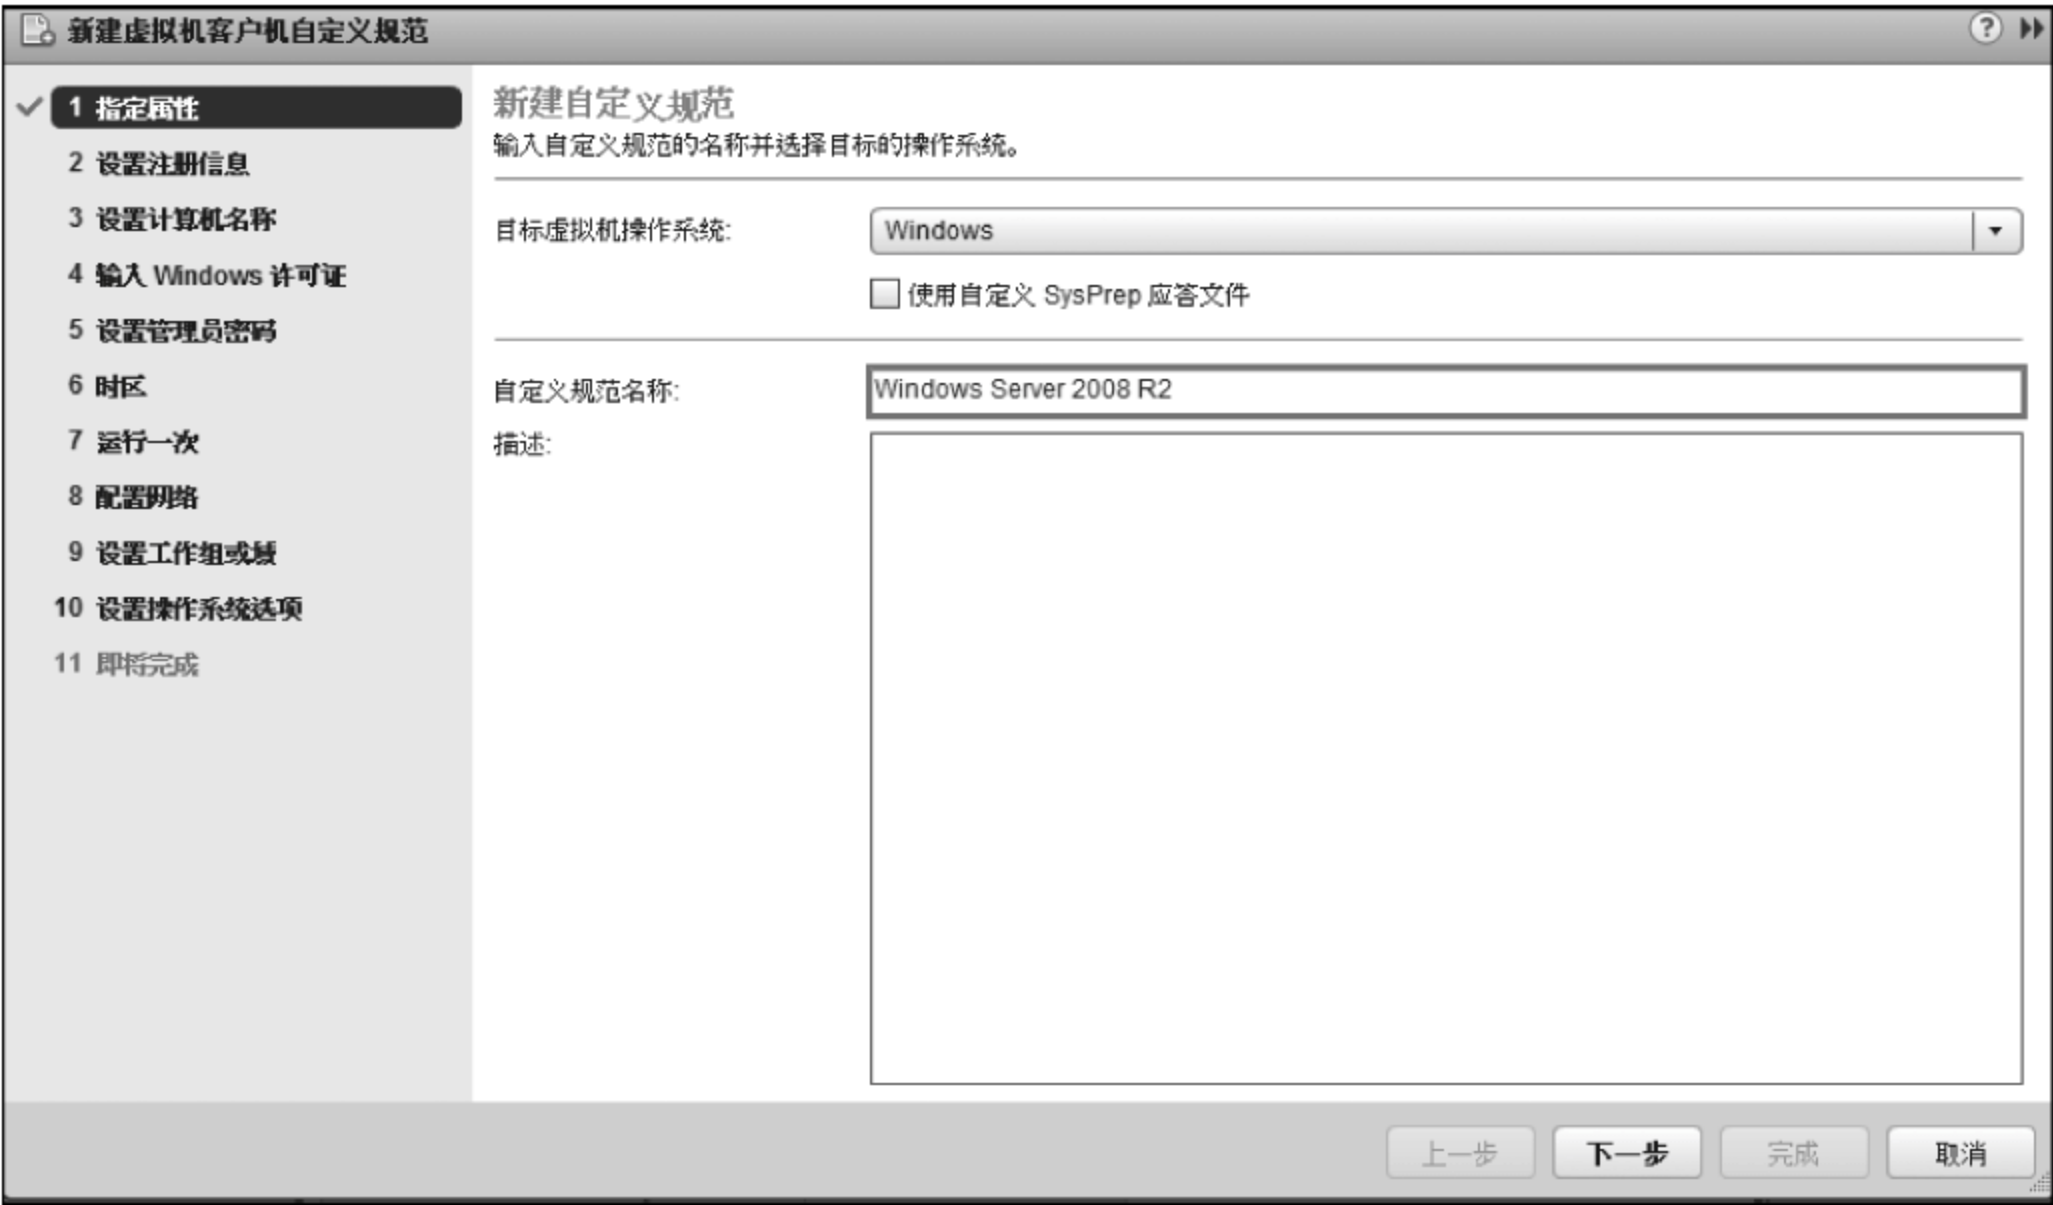 新建虚拟机客户机自定义规范
?
1 指定属性
2 设置注册信息
3 设置计算机名称
4 输入 Windows 许可证
5 设置管理员密码
6 时区
7 运行一次
8 配置网络
9 设置工作组或域
10 设置操作系统选项
11 即将完成
新建自定义规范
输入自定义规范的名称并选择目标的操作系统。
目标虚拟机操作系统: Windows
使用自定义 SysPrep 应答文件
自定义规范名称: Windows Server 2008 R2
描述:
上一步 下一步 完成 取消